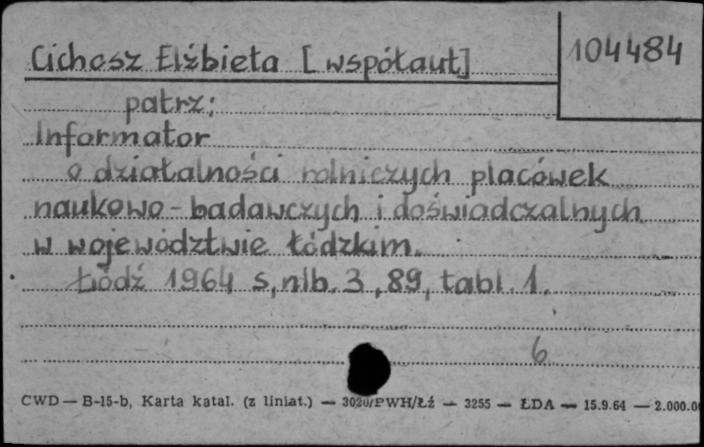 Cichosz Elżbieta [współaut] 104484
patrz:
Informator
o działalności rolniczych placówek
naukowo-badawczych i doświadczalnych
w województwie łódzkim.
Łódź 1964 s, nlb. 3, 89, tabl. 1.
6
CWD — B-15-b, Karta katal. (z liniat.) — 3020/PWH/Łź — 3255 — ŁDA — 15.9.64 — 2.000.0